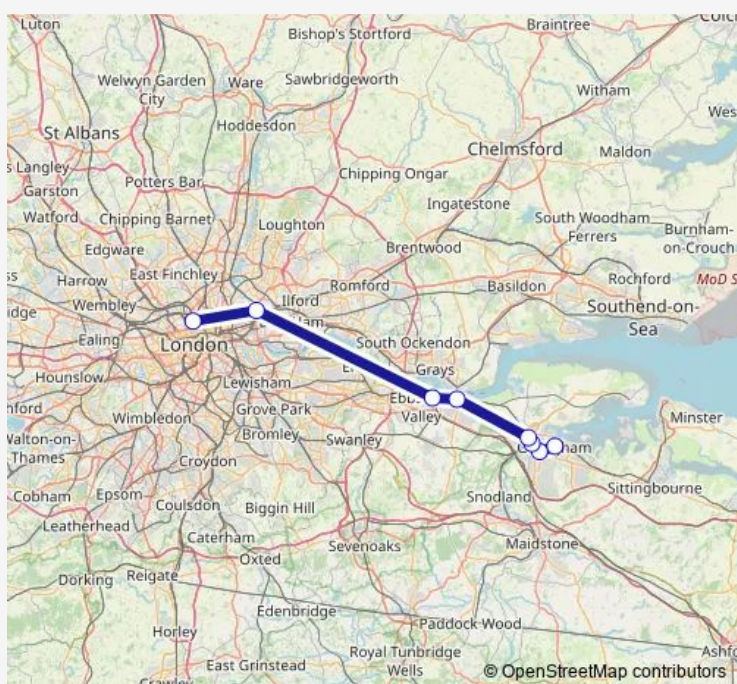 Luton
Bishop's Stortford
Braintree
Welwyn Garden
City
Ware
Sawbridgeworth
Witham
Hoddesdon
St Albans
Chelmsford
Maldon
s Langley
Potters Bar
Chipping Ongar
Garston
Watford
Chipping Barnet
Loughton
Ingatestone
South Woodham
Ferrers
Burnham-
on-Crouch
Edgware
Brentwood
Harrow
East Finchley
Romford
Basildon
Rochford
MoD S
Wembley
Ilford
Southend-on-
Sea
Ealing
London
South Ockendon
Hounslow
Lewisham
Grays
Ebb
Valley
Wimbledon
Grove Park
Bromley
Swanley
Minster
Walton-on-
Thames
Croydon
Snodland
Sittingbourne
Cobham
Epsom
Coulsdon
Biggin Hill
Leatherhead
Caterham
Oxted
Sevenoaks
Maidstone
Dorking
Reigate
Edenbridge
Paddock Wood
Horley
East Grinstead
Royal Tunbridge
Wells
Ashf
Crawley
© OpenStreetMap contributors